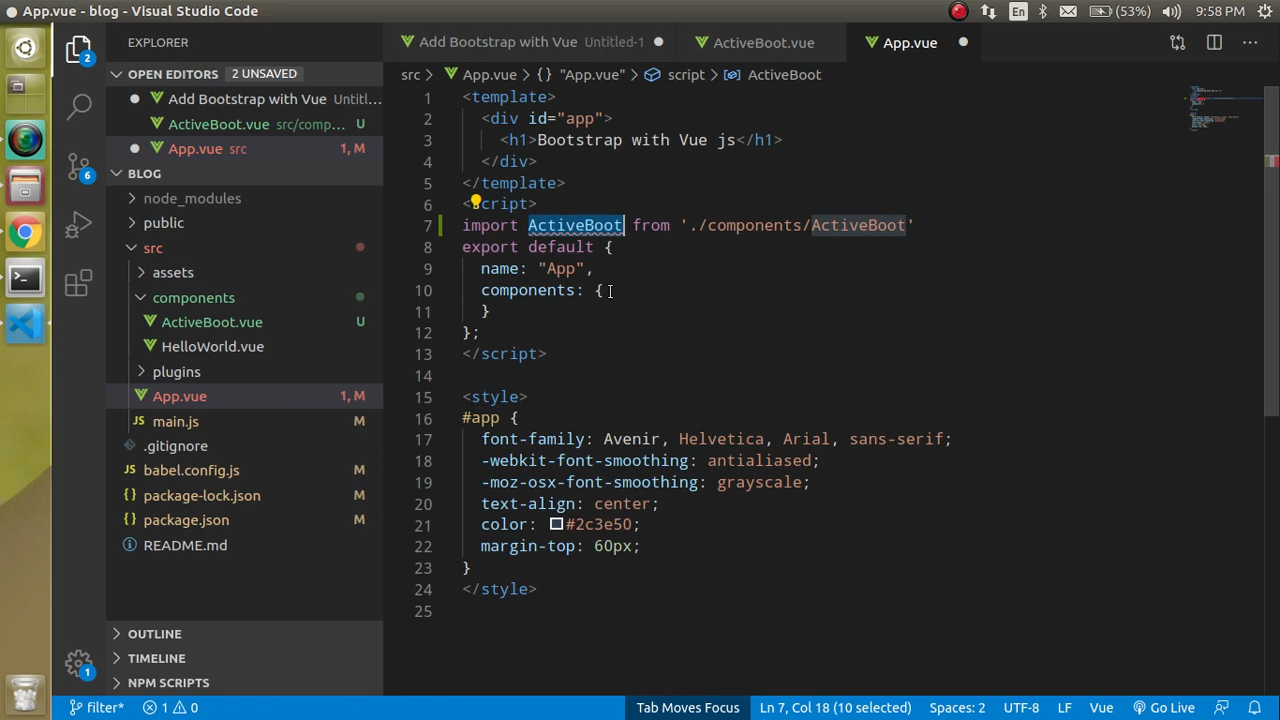 App.vue - blog - Visual Studio Code
En
(53%)
9:58 PM
EXPLORER
Add Bootstrap with Vue Untitled-1
ActiveBoot.vue
App.vue
OPEN EDITORS 2 UNSAVED
Add Bootstrap with Vue Untitl...
ActiveBoot.vue src/comp... U
App.vue src 1, M
BLOG
node_modules
public
src
assets
components
ActiveBoot.vue U
HelloWorld.vue
plugins
App.vue 1, M
main.js M
.gitignore
babel.config.js M
package-lock.json M
package.json M
README.md
OUTLINE
TIMELINE
NPM SCRIPTS
2
6
1
src > App.vue > {} "App.vue" > script > ActiveBoot
1 <template>
2 <div id="app">
3 <h1>Bootstrap with Vue js</h1>
4 </div>
5 </template>
6 <script>
7 import ActiveBoot from './components/ActiveBoot'
8 export default {
9 name: "App",
10 components: {
11 }
12 };
13 </script>
14
15 <style>
16 #app {
17 font-family: Avenir, Helvetica, Arial, sans-serif;
18 -webkit-font-smoothing: antialiased;
19 -moz-osx-font-smoothing: grayscale;
20 text-align: center;
21 color: #2c3e50;
22 margin-top: 60px;
23 }
24 </style>
25
filter* 1 0 Tab Moves Focus Ln 7, Col 18 (10 selected) Spaces: 2 UTF-8 LF Vue Go Live